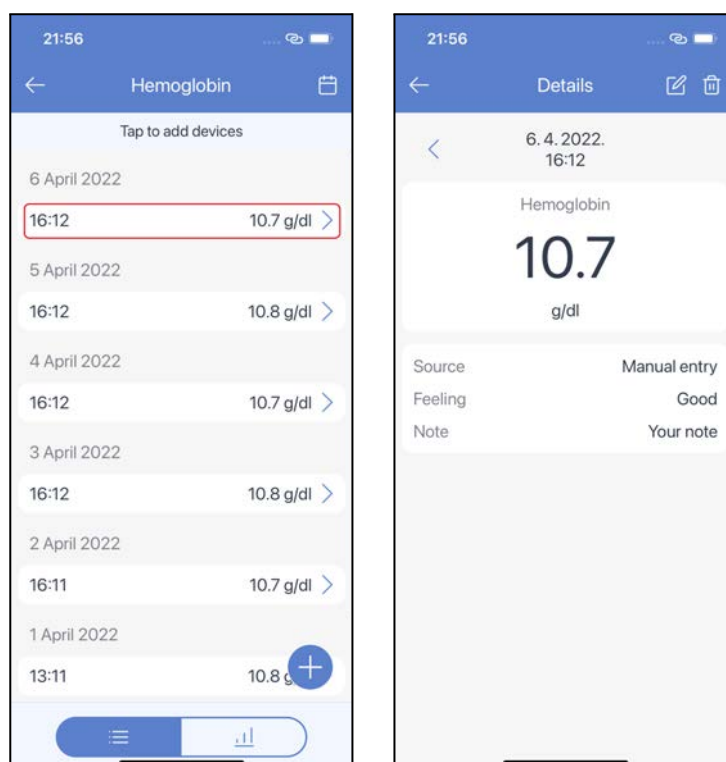 21:56
Hemoglobin
Tap to add devices
6 April 2022
16:12 10.7 g/dl
5 April 2022
16:12 10.8 g/dl
4 April 2022
16:12 10.7 g/dl
3 April 2022
16:12 10.8 g/dl
2 April 2022
16:11 10.7 g/dl
1 April 2022
13:11 10.8
21:56
Details
6. 4. 2022.
16:12
Hemoglobin
10.7
g/dl
Source Manual entry
Feeling Good
Note Your note